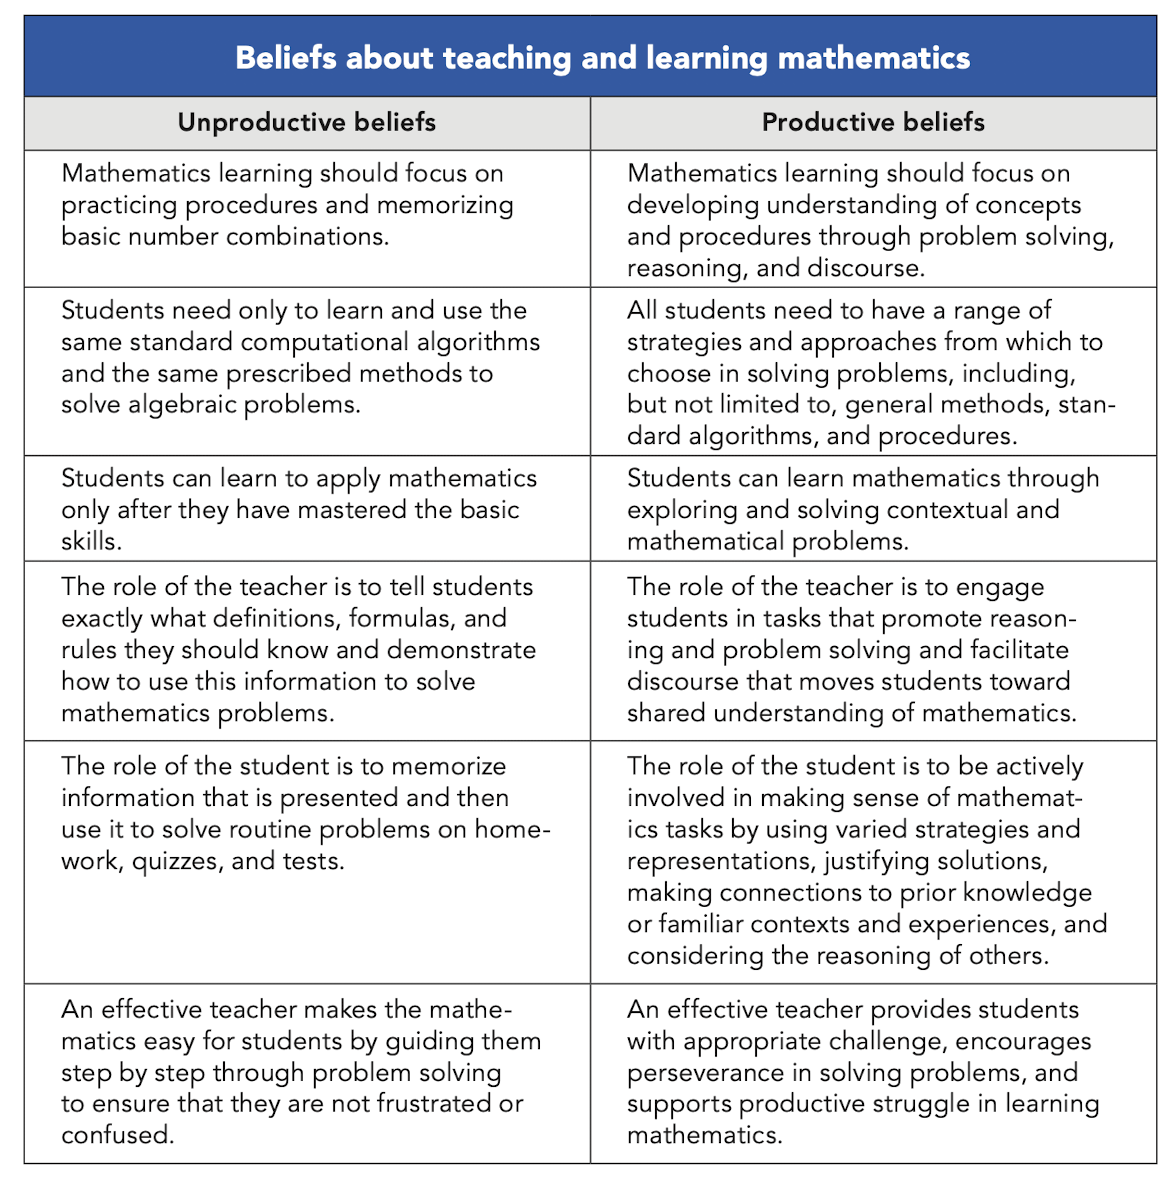 Beliefs about teaching and learning mathematics
Unproductive beliefs
Productive beliefs
Mathematics learning should focus on
practicing procedures and memorizing
basic number combinations.
Mathematics learning should focus on
developing understanding of concepts
and procedures through problem solving,
reasoning, and discourse.
Students need only to learn and use the
same standard computational algorithms
and the same prescribed methods to
solve algebraic problems.
All students need to have a range of
strategies and approaches from which to
choose in solving problems, including,
but not limited to, general methods, stan-
dard algorithms, and procedures.
Students can learn to apply mathematics
only after they have mastered the basic
skills.
Students can learn mathematics through
exploring and solving contextual and
mathematical problems.
The role of the teacher is to tell students
exactly what definitions, formulas, and
rules they should know and demonstrate
how to use this information to solve
mathematics problems.
The role of the teacher is to engage
students in tasks that promote reason-
ing and problem solving and facilitate
discourse that moves students toward
shared understanding of mathematics.
The role of the student is to memorize
information that is presented and then
use it to solve routine problems on home-
work, quizzes, and tests.
The role of the student is to be actively
involved in making sense of mathemat-
ics tasks by using varied strategies and
representations, justifying solutions,
making connections to prior knowledge
or familiar contexts and experiences, and
considering the reasoning of others.
An effective teacher makes the mathe-
matics easy for students by guiding them
step by step through problem solving
to ensure that they are not frustrated or
confused.
An effective teacher provides students
with appropriate challenge, encourages
perseverance in solving problems, and
supports productive struggle in learning
mathematics.